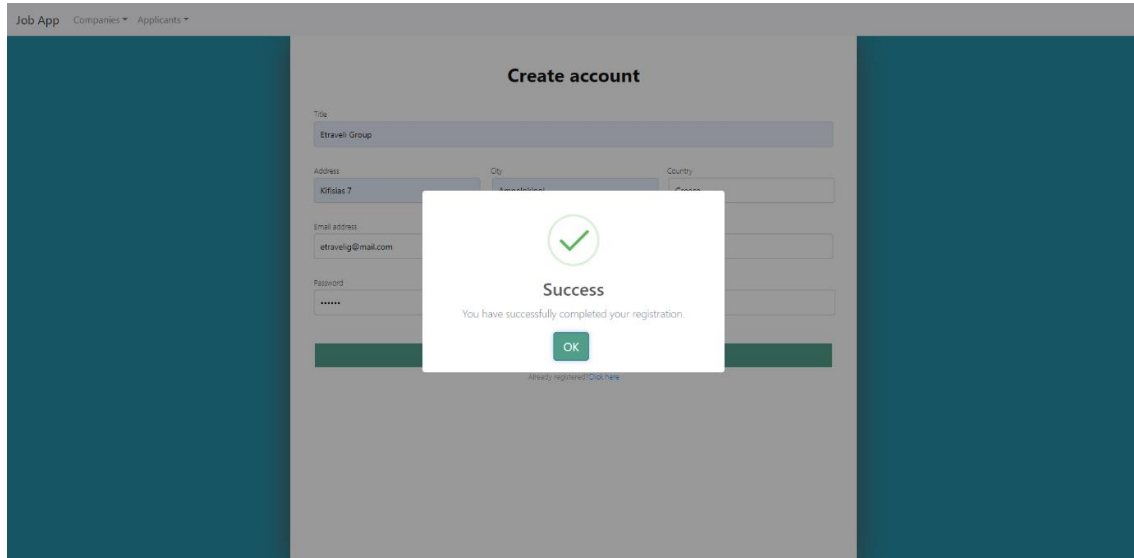 Job App Companies Applicants
Create account
Title
Etraveli Group
Address City Country
Kifisias 7
Email address
etravelig@mail.com
Password
Success
You have successfully completed your registration.
OK
Already registered?Click here